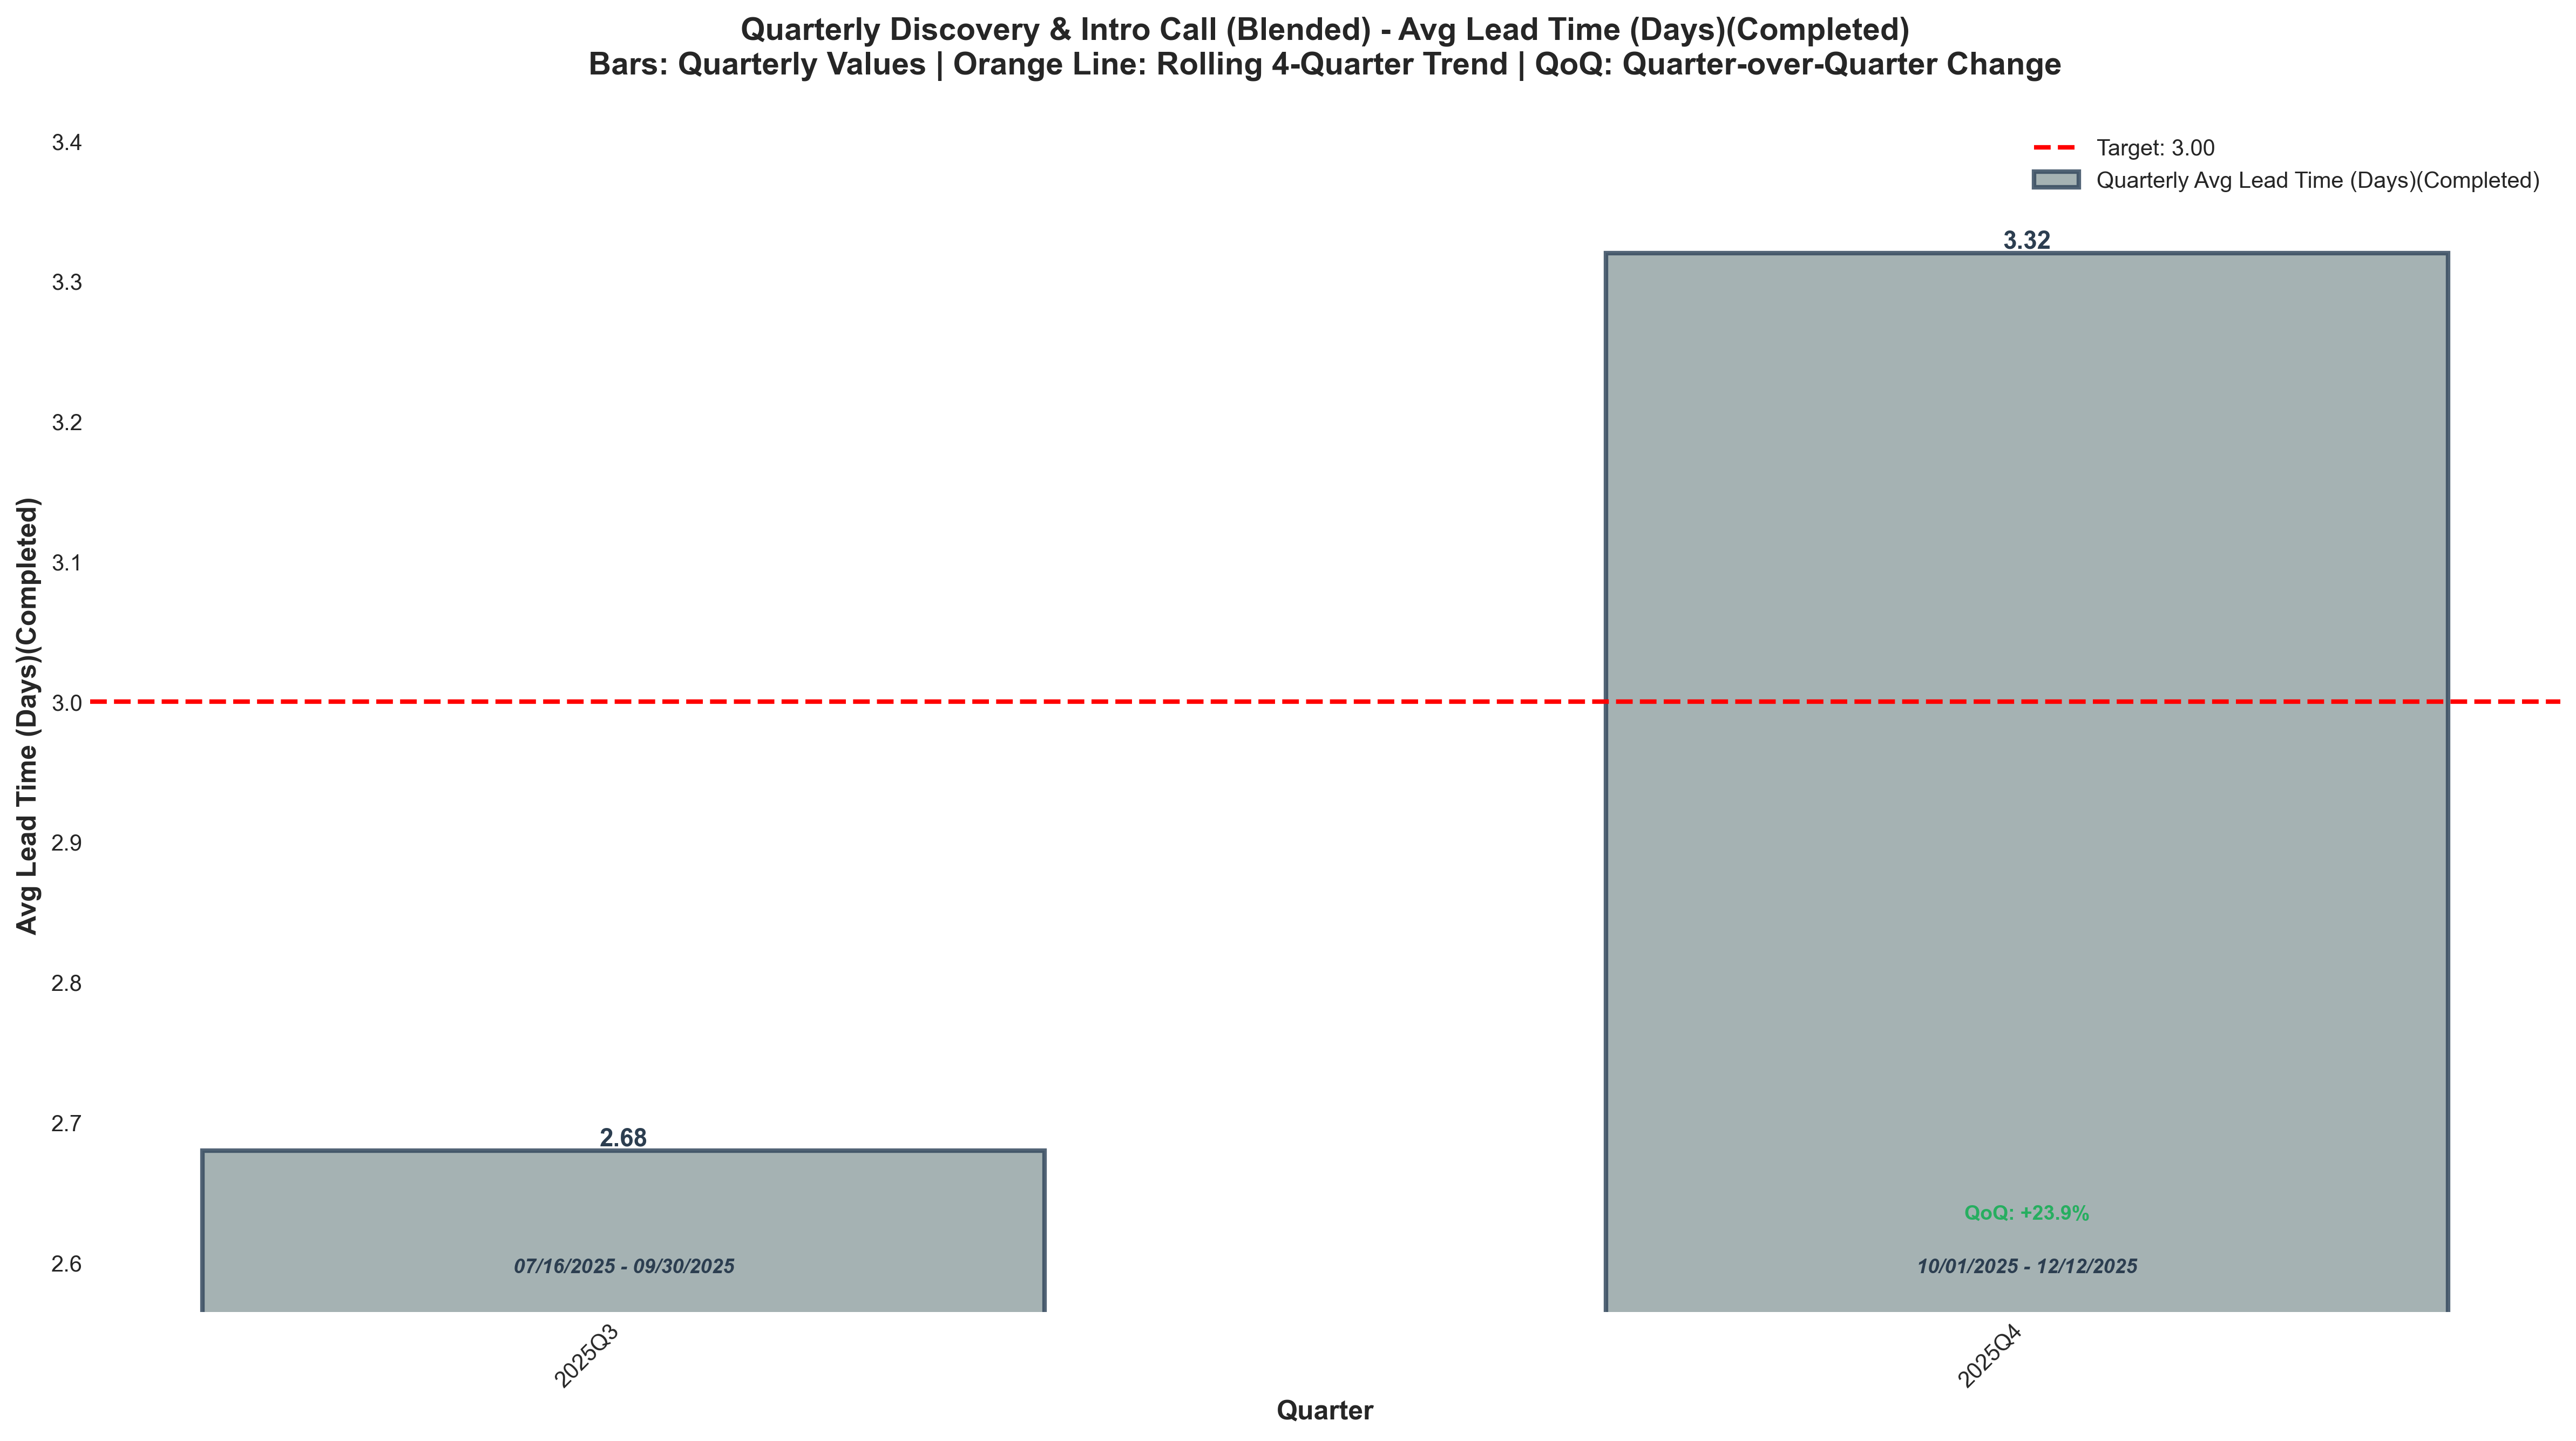 Quarterly Discovery & Intro Call (Blended) - Avg Lead Time (Days)(Completed)
Bars: Quarterly Values | Orange Line: Rolling 4-Quarter Trend | QoQ: Quarter-over-Quarter Change
Target: 3.00
Quarterly Avg Lead Time (Days)(Completed)
Avg Lead Time (Days)(Completed)
3.4
3.3
3.2
3.1
3.0
2.9
2.8
2.7
2.6
2.68
07/16/2025 - 09/30/2025
3.32
QoQ: +23.9%
10/01/2025 - 12/12/2025
2025Q3
2025Q4
Quarter